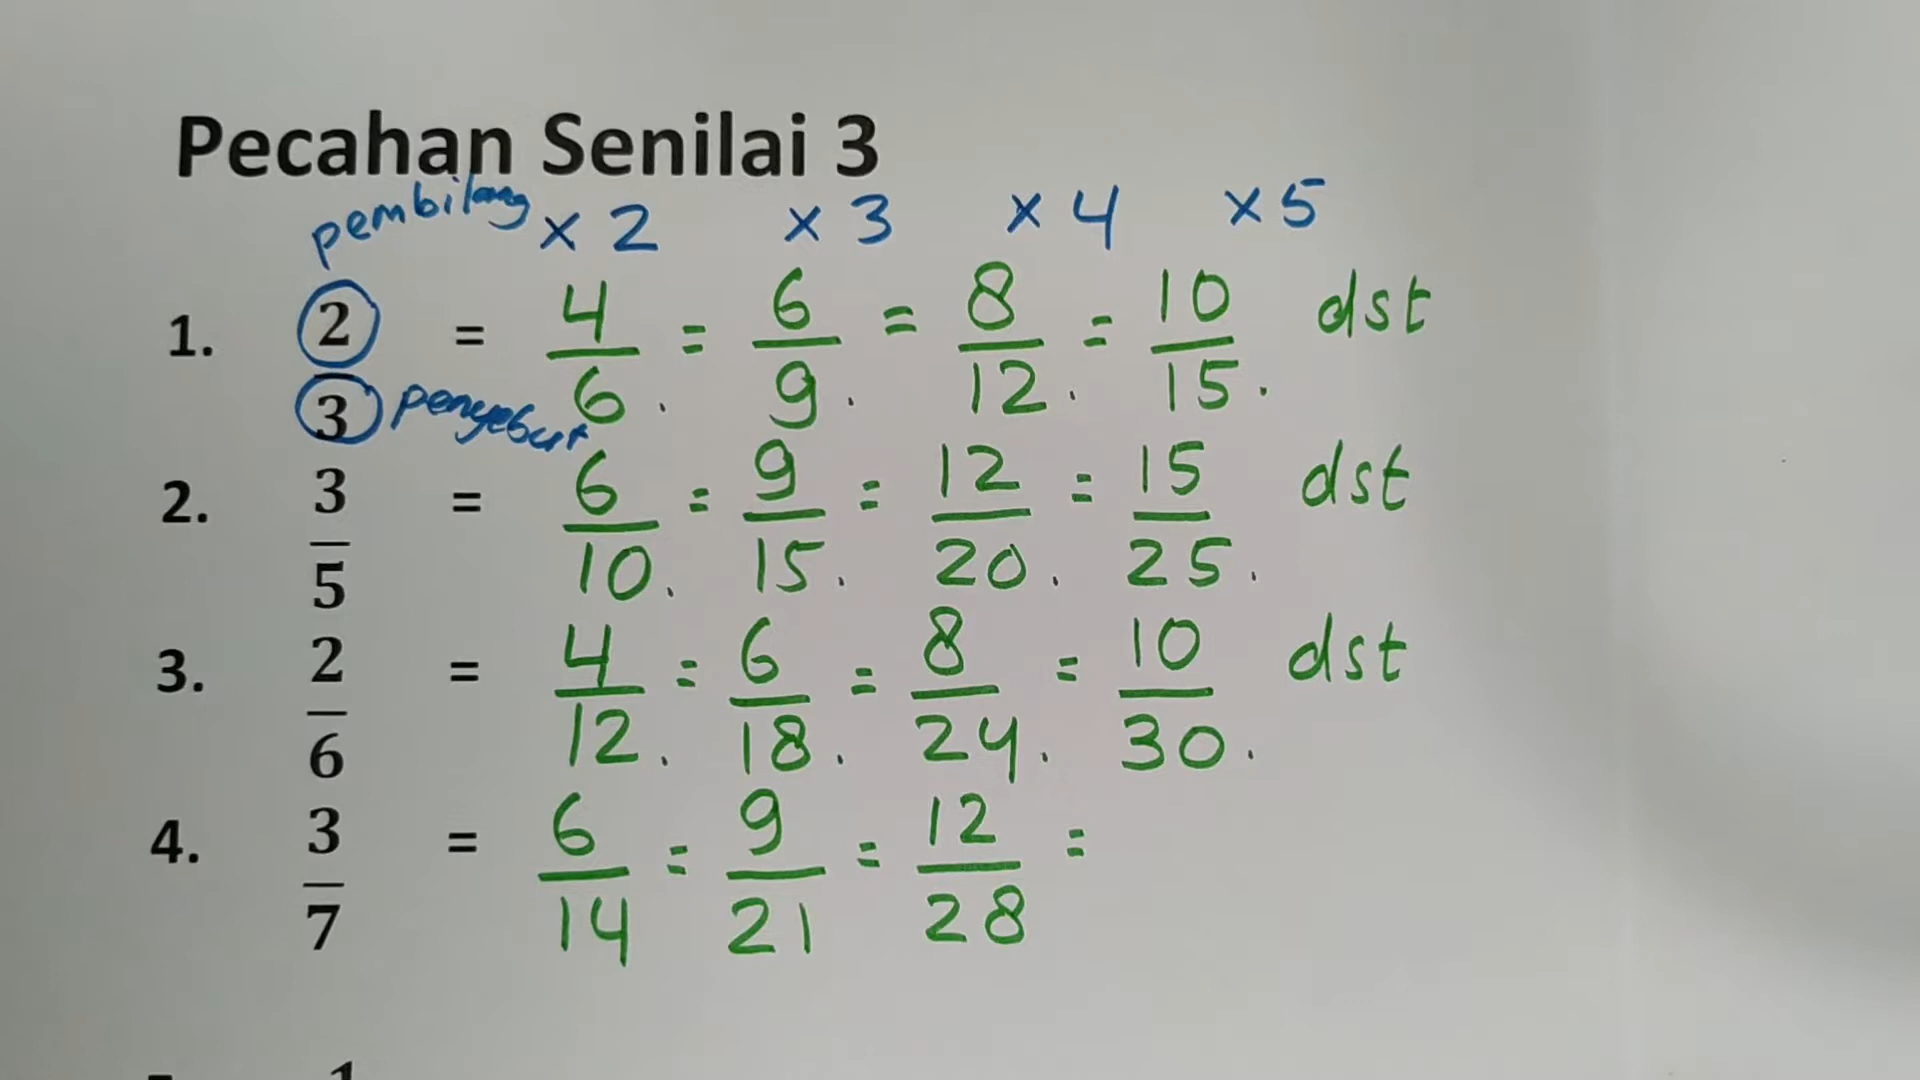 Pecahan Senilai 3
pembilang × 2 × 3 × 4 × 5
1. 2/3 = 4/6. = 6/9. = 8/12. = 10/15. dst
penyebut
2. 3/5 = 6/10. = 9/15. = 12/20. = 15/25. dst
3. 2/6 = 4/12. = 6/18. = 8/24. = 10/30. dst
4. 3/7 = 6/14 = 9/21 = 12/28 =